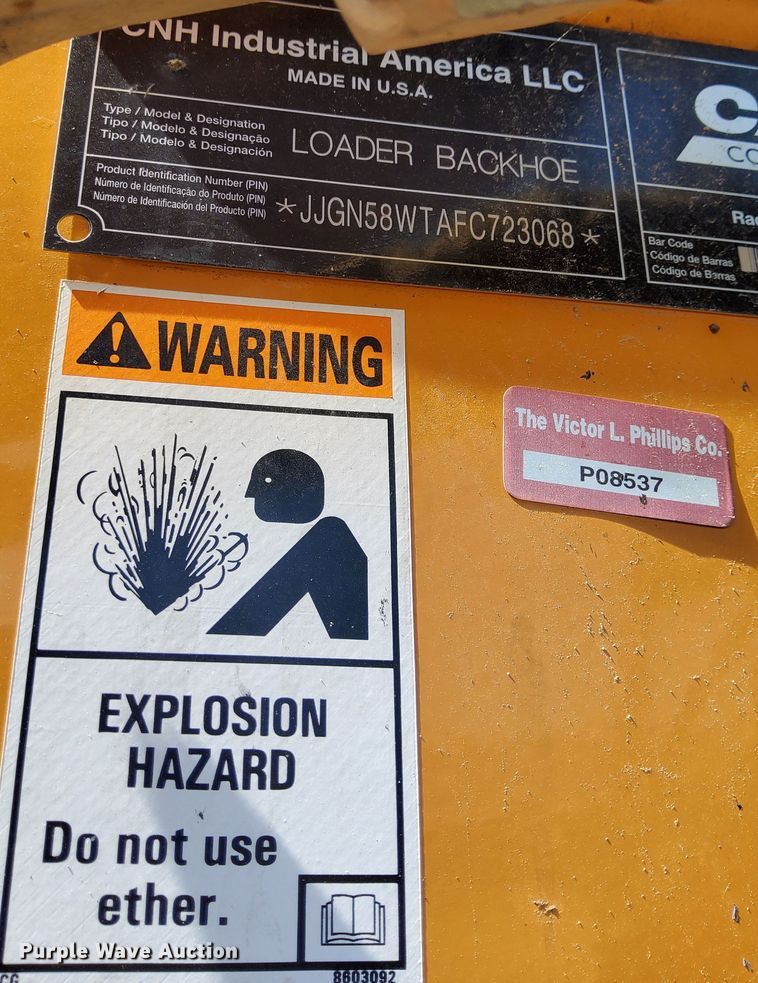 CNH Industrial America LLC
MADE IN U.S.A.
Type / Model & Designation
Tipo / Modelo & Designação
Tipo / Modelo & Designación
LOADER BACKHOE
Product Identification Number (PIN)
Número de Identificação do Produto (PIN)
Número de Identificación del Producto (PIN)
*JJGN58WTAFC723068*
CO
Bar Code
Código de Barras
Código de Barras
WARNING
The Victor L. Phillips Co.
P08537
EXPLOSION
HAZARD
Do not use
ether.
Purple Wave Auction
CG
8603092